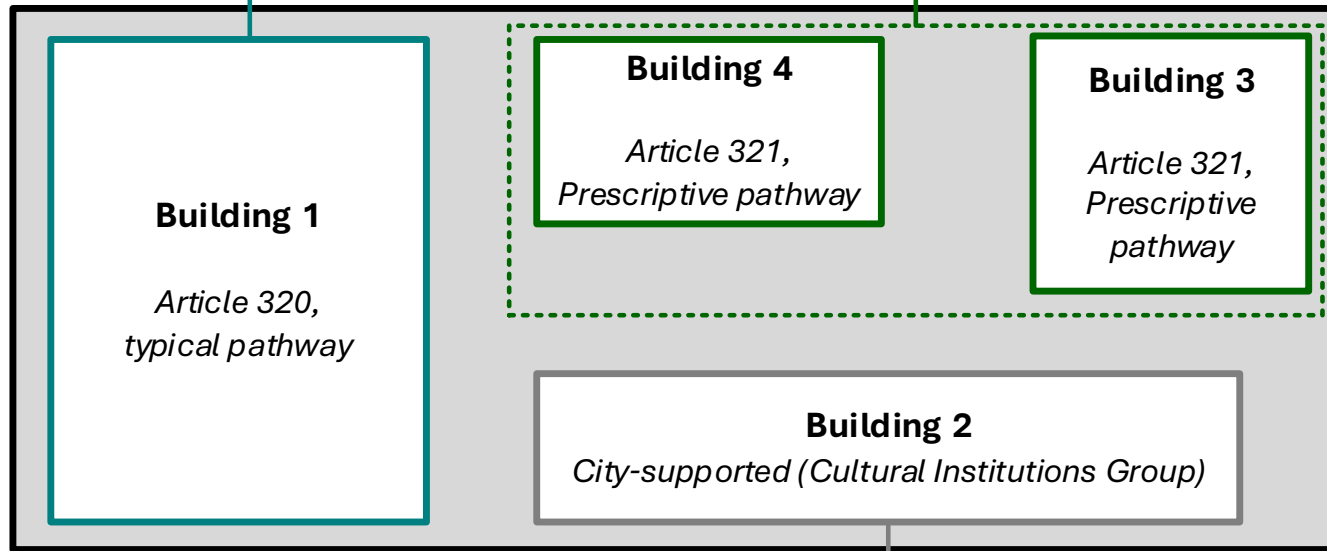 Building 1
Article 320,
typical pathway
Building 4
Article 321,
Prescriptive pathway
Building 3
Article 321,
Prescriptive
pathway
Building 2
City-supported (Cultural Institutions Group)